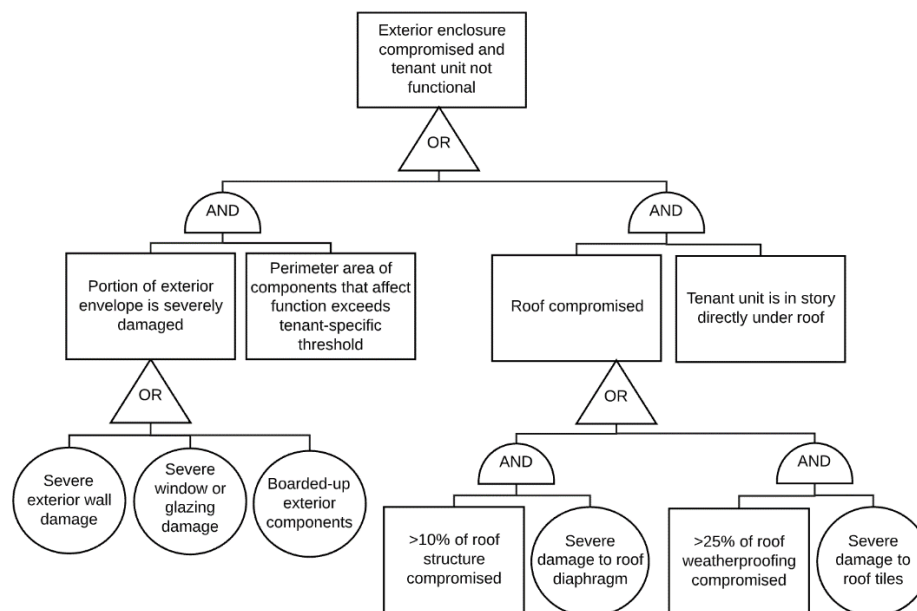 Exterior enclosure
compromised and
tenant unit not
functional
OR
AND
AND
Portion of exterior
envelope is severely
damaged
Perimeter area of
components that affect
function exceeds
tenant-specific
threshold
Roof compromised
Tenant unit is in story
directly under roof
OR
OR
Severe
exterior wall
damage
Severe
window or
glazing damage
Boarded-up
exterior
components
AND
AND
>10% of roof
structure
compromised
Severe
damage to roof
diaphragm
>25% of roof
weatherproofing
compromised
Severe
damage to
roof tiles